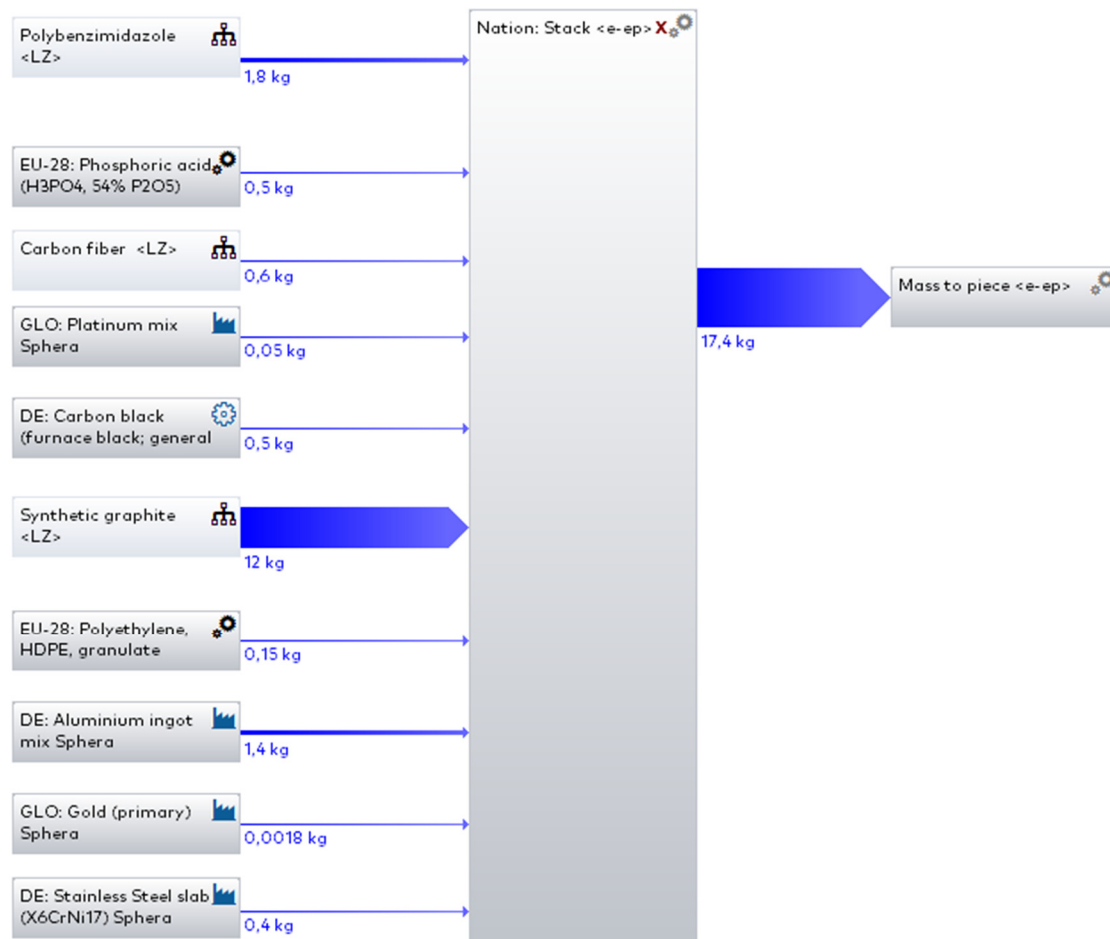 Polybenzimidazole
<LZ>
1,8 kg
Nation: Stack <e-ep> X
EU-28: Phosphoric acid
(H3PO4, 54% P2O5)
0,5 kg
Carbon fiber <LZ>
0,6 kg
GLO: Platinum mix
Sphera
0,05 kg
DE: Carbon black
(furnace black; general
0,5 kg
Synthetic graphite
<LZ>
12 kg
EU-28: Polyethylene,
HDPE, granulate
0,15 kg
DE: Aluminium ingot
mix Sphera
1,4 kg
GLO: Gold (primary)
Sphera
0,0018 kg
DE: Stainless Steel slab
(X6CrNi17) Sphera
0,4 kg
17,4 kg
Mass to piece <e-ep>